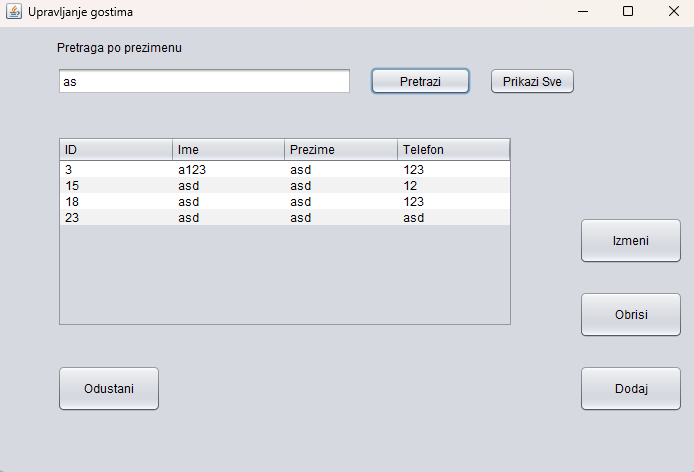 Upravljanje gostima
Pretraga po prezimenu
as Pretrazi Prikazi Sve
ID Ime Prezime Telefon
3 a123 asd 123
15 asd asd 12
18 asd asd 123
23 asd asd asd
Izmeni
Obrisi
Odustani Dodaj